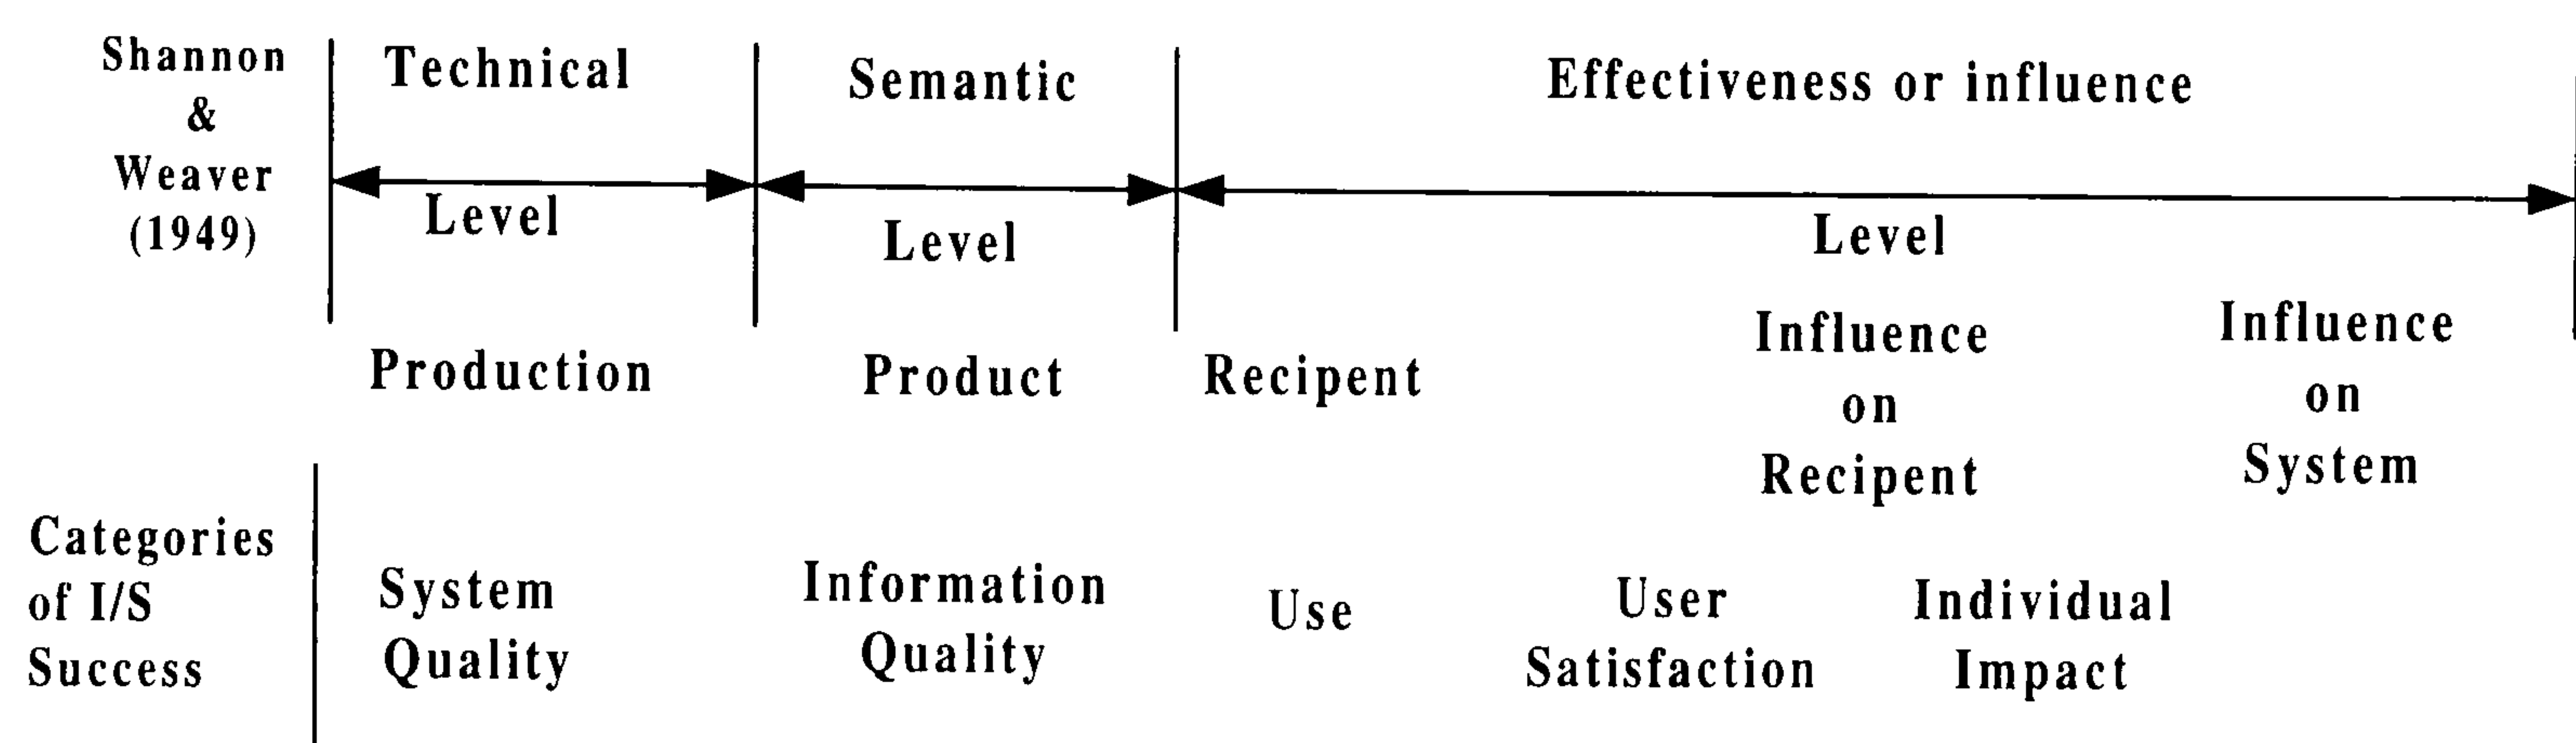 Shannon
&
Weaver
(1949)
Technical
Level
Semantic
Level
Effectiveness or influence
Level
Production
Product
Recipent
Influence
on
Recipent
Influence
on
System
Categories
of I/S
Success
System
Quality
Information
Quality
Use
User
Satisfaction
Individual
Impact